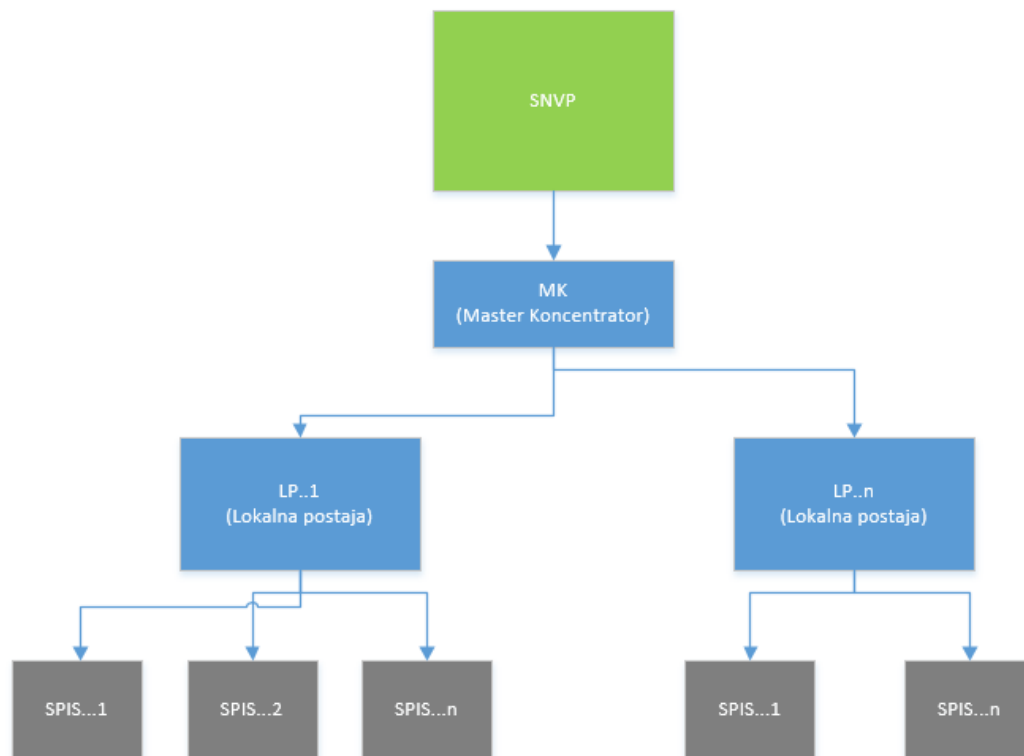 SNVP
MK
(Master Koncentrator)
LP..1
(Lokalna postaja)
LP..n
(Lokalna postaja)
SPIS...1
SPIS...2
SPIS...n
SPIS...1
SPIS...n